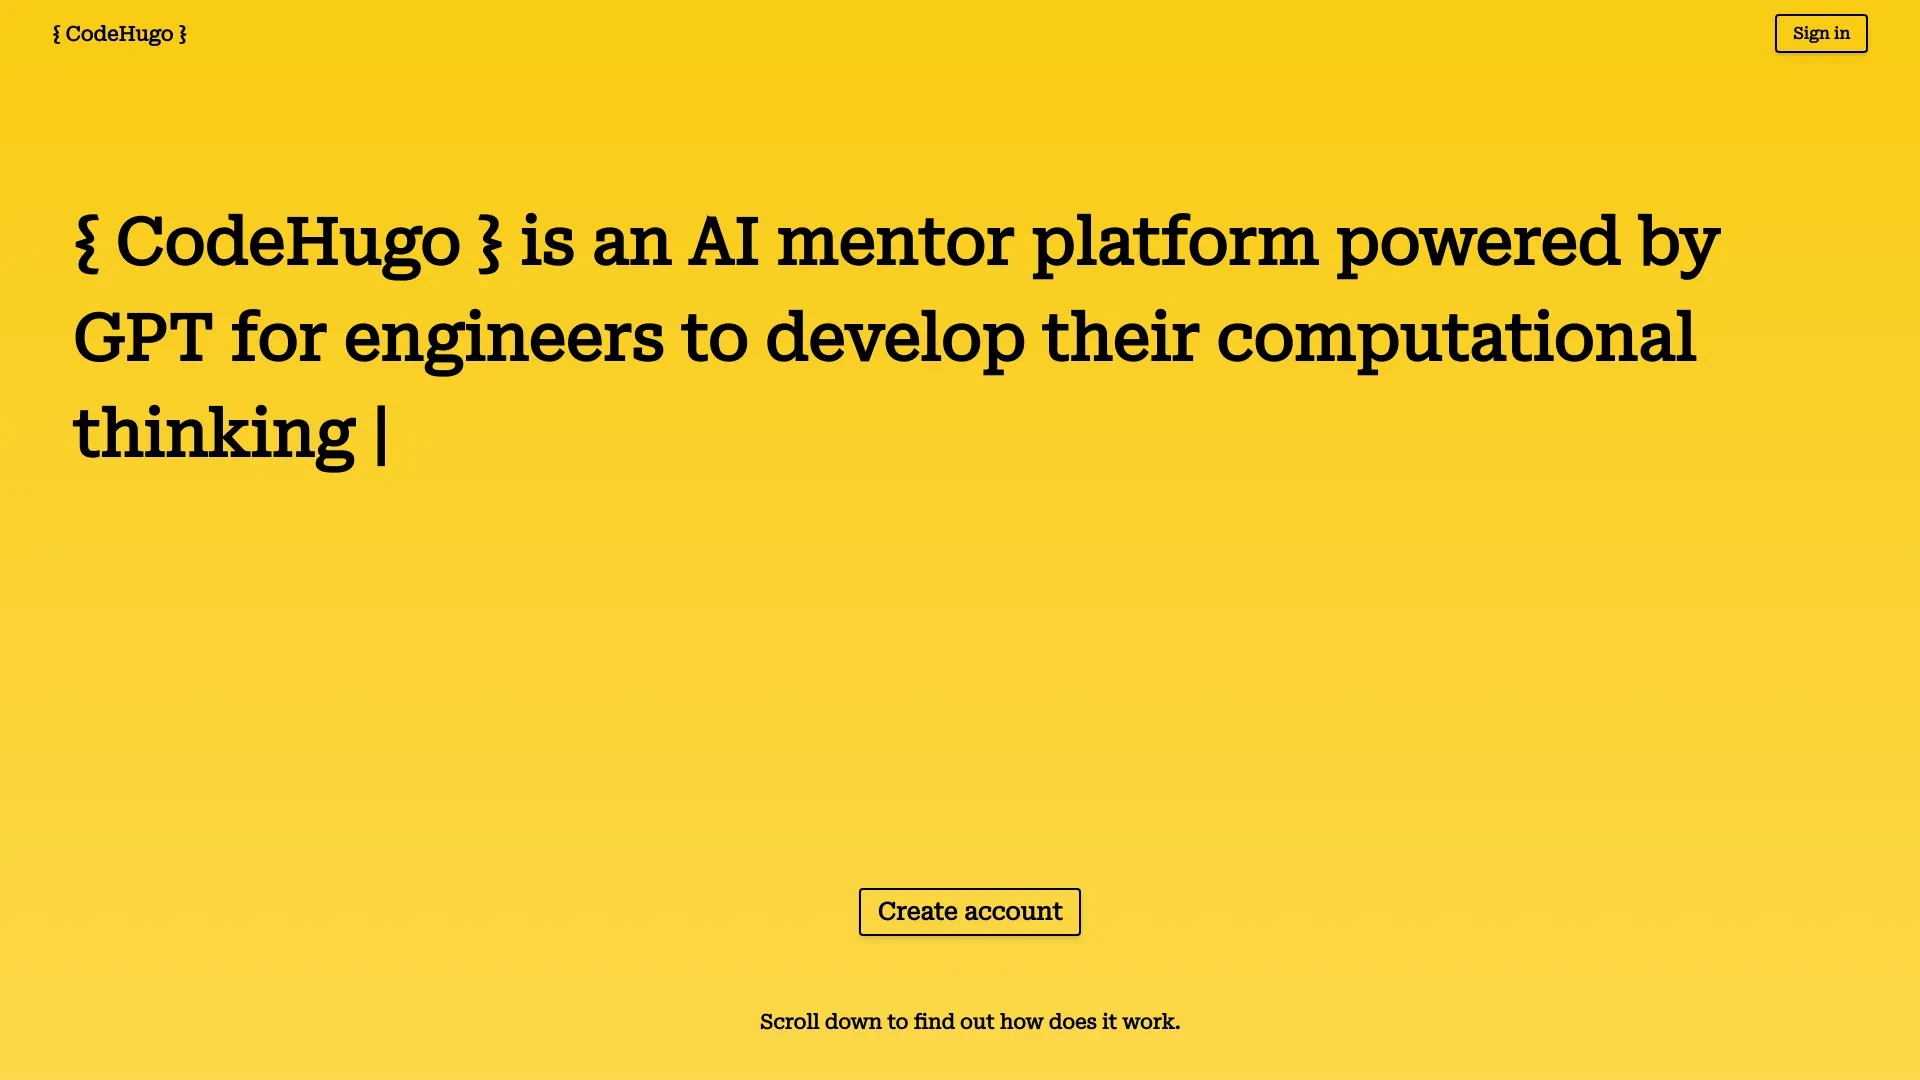 { CodeHugo }
Sign in
{ CodeHugo } is an AI mentor platform powered by
GPT for engineers to develop their computational
thinking |
Create account
Scroll down to find out how does it work.